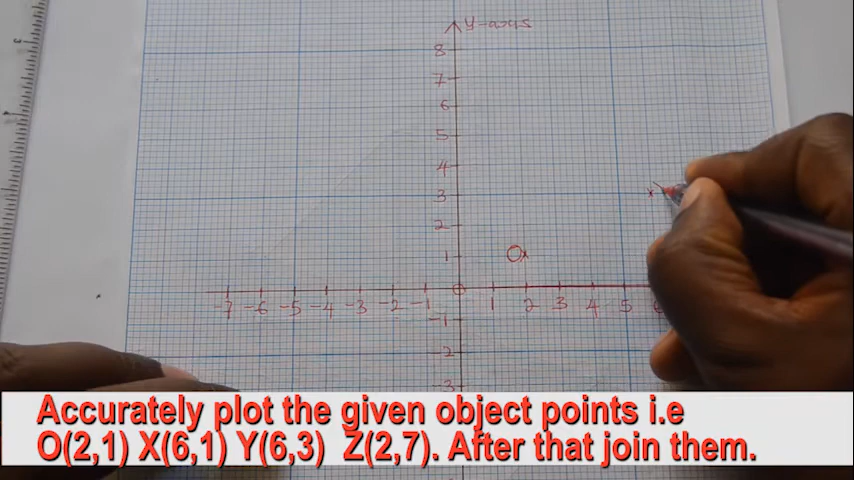 y-axis
8
7
6
5
4
3
2
1
O
-7 -6 -5 -4 -3 -2 -1 1 2 3 4 5 6
-1
-2
-3
Accurately plot the given object points i.e
O(2,1) X(6,1) Y(6,3) Z(2,7). After that join them.